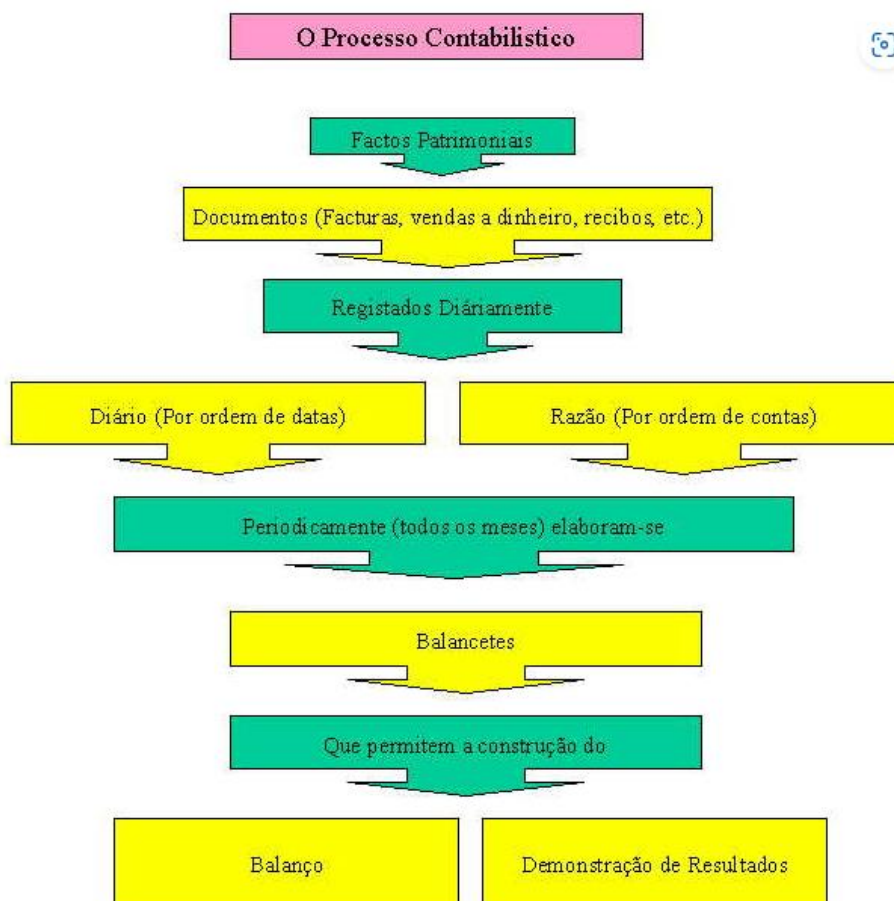 O Processo Contabilistico
Factos Patrimoniais
Documentos (Facturas, vendas a dinheiro, recibos, etc.)
Registados Diáriamente
Diário (Por ordem de datas)
Razão (Por ordem de contas)
Periodicamente (todos os meses) elaboram-se
Balancetes
Que permitem a construção do
Balanço
Demonstração de Resultados